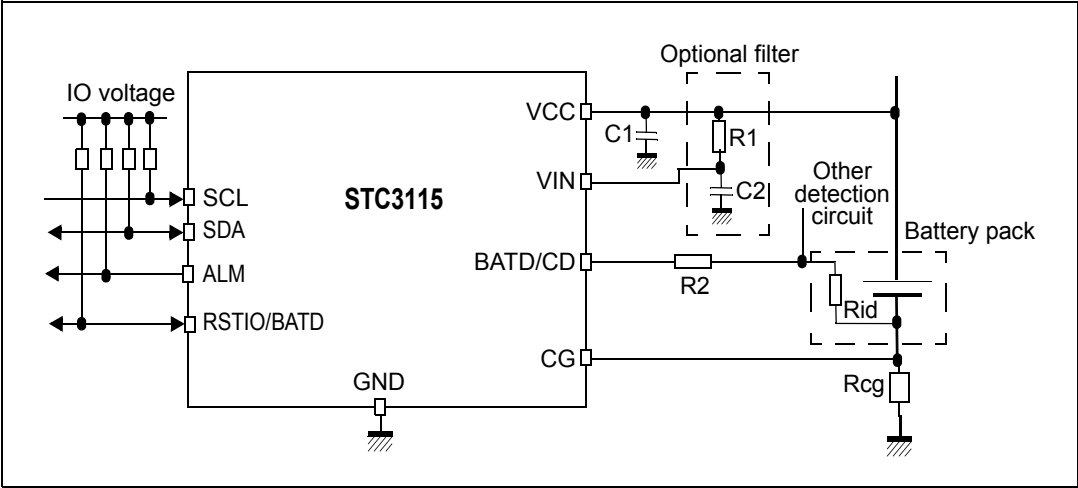 Optional filter
IO voltage
VCC
C1
R1
VIN
C2
Other
detection
circuit
SCL
STC3115
SDA
Battery pack
BATD/CD
ALM
R2
Rid
RSTIO/BATD
CG
GND
Rcg